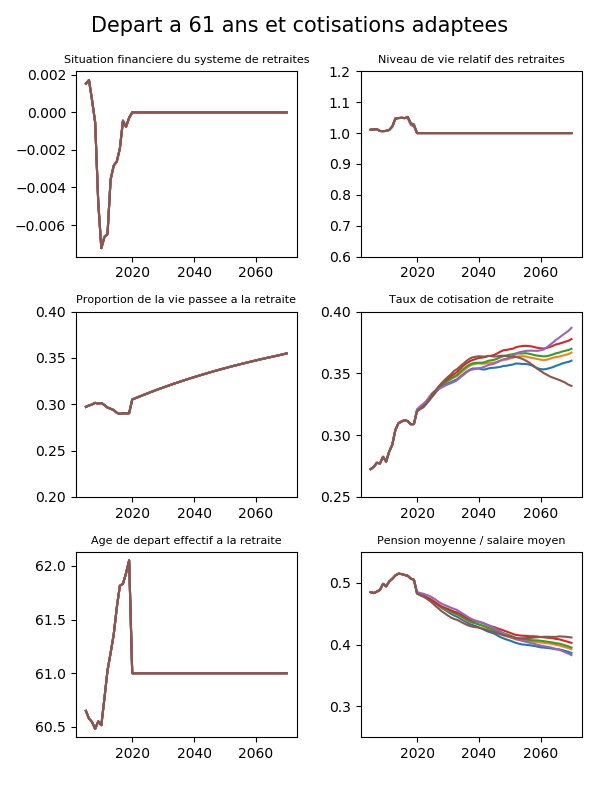 Depart a 61 ans et cotisations adaptees
Situation financiere du systeme de retraites
0.002
0.000
−0.002
−0.004
−0.006
2020 2040 2060
Niveau de vie relatif des retraites
1.2
1.1
1.0
0.9
0.8
0.7
0.6
2020 2040 2060
Proportion de la vie passee a la retraite
0.40
0.35
0.30
0.25
0.20
2020 2040 2060
Taux de cotisation de retraite
0.40
0.35
0.30
0.25
2020 2040 2060
Age de depart effectif a la retraite
62.0
61.5
61.0
60.5
2020 2040 2060
Pension moyenne / salaire moyen
0.5
0.4
0.3
2020 2040 2060